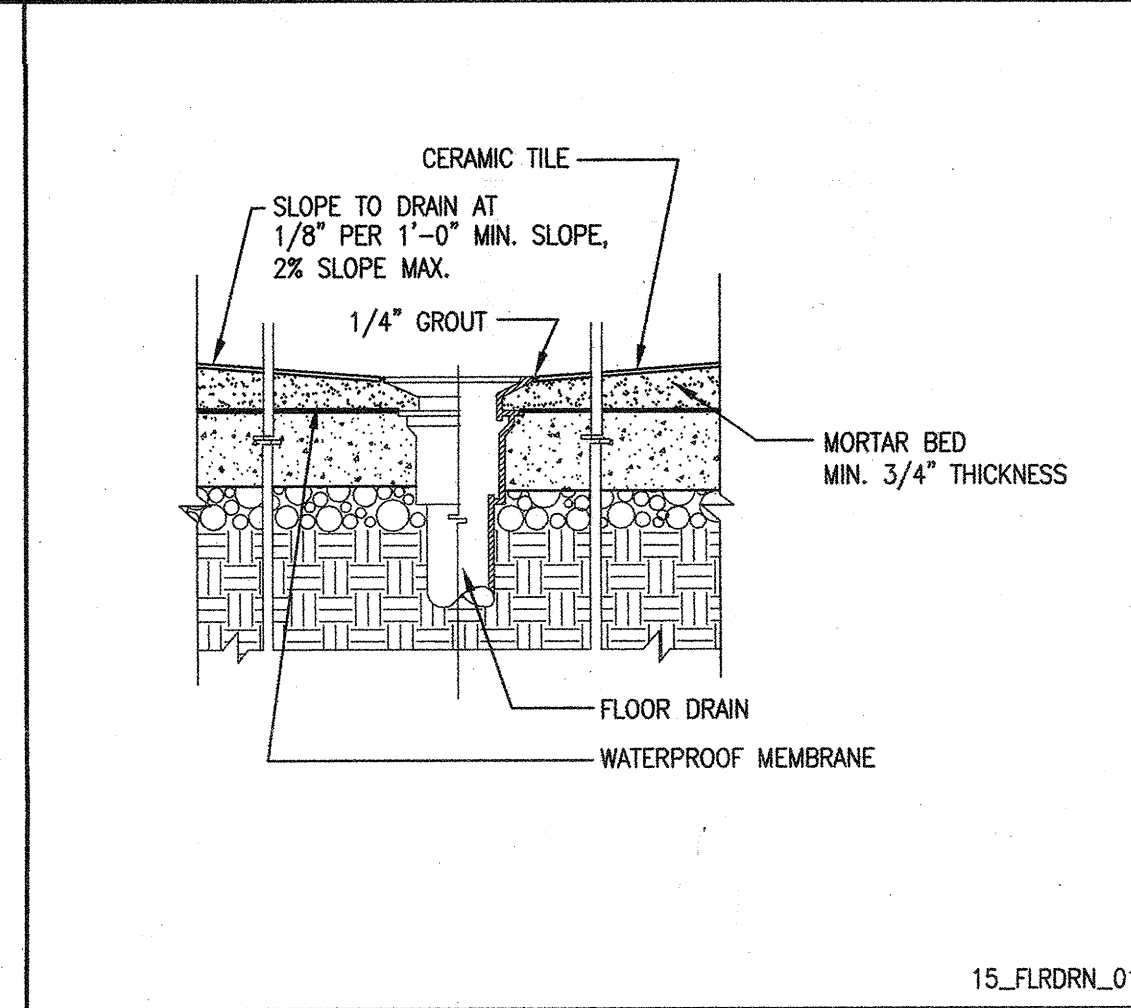 CERAMIC TILE
SLOPE TO DRAIN AT
1/8" PER 1'-0" MIN. SLOPE,
2% SLOPE MAX.
1/4" GROUT
MORTAR BED
MIN. 3/4" THICKNESS
FLOOR DRAIN
WATERPROOF MEMBRANE
15_FLRDRN_01